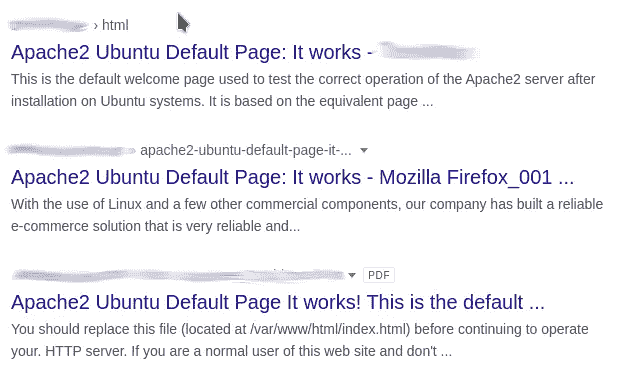 › html
Apache2 Ubuntu Default Page: It works -
This is the default welcome page used to test the correct operation of the Apache2 server after
installation on Ubuntu systems. It is based on the equivalent page ...
apache2-ubuntu-default-page-it-...
Apache2 Ubuntu Default Page: It works - Mozilla Firefox_001 ...
With the use of Linux and a few other commercial components, our company has built a reliable
e-commerce solution that is very reliable and...
PDF
Apache2 Ubuntu Default Page It works! This is the default ...
You should replace this file (located at /var/www/html/index.html) before continuing to operate
your. HTTP server. If you are a normal user of this web site and don't ...